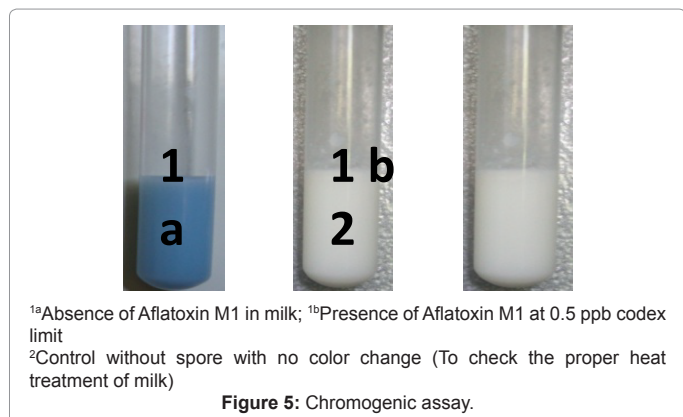 1 1 b
a 2
1aAbsence of Aflatoxin M1 in milk; 1bPresence of Aflatoxin M1 at 0.5 ppb codex
limit
2Control without spore with no color change (To check the proper heat
treatment of milk)
Figure 5: Chromogenic assay.